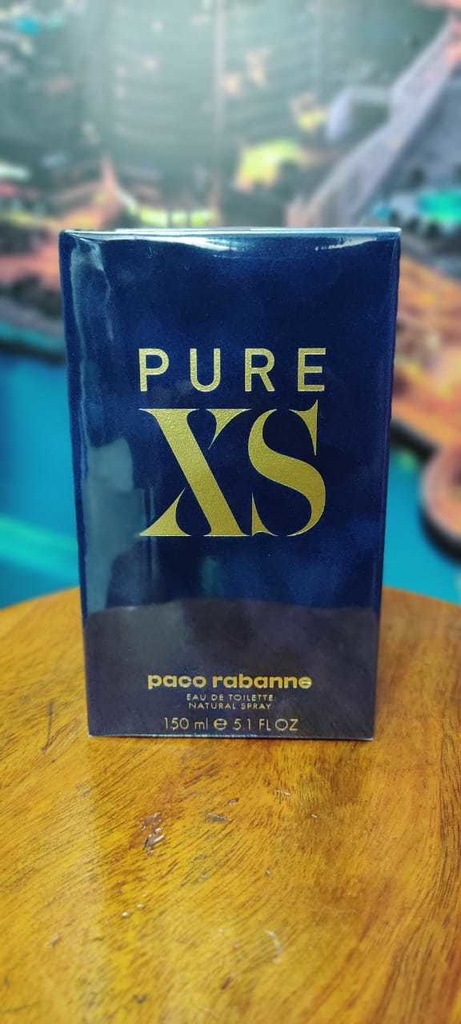 PURE
XS
paco rabanne
EAU DE TOILETTE
NATURAL SPRAY
150 ml ℮ 5.1 FL OZ